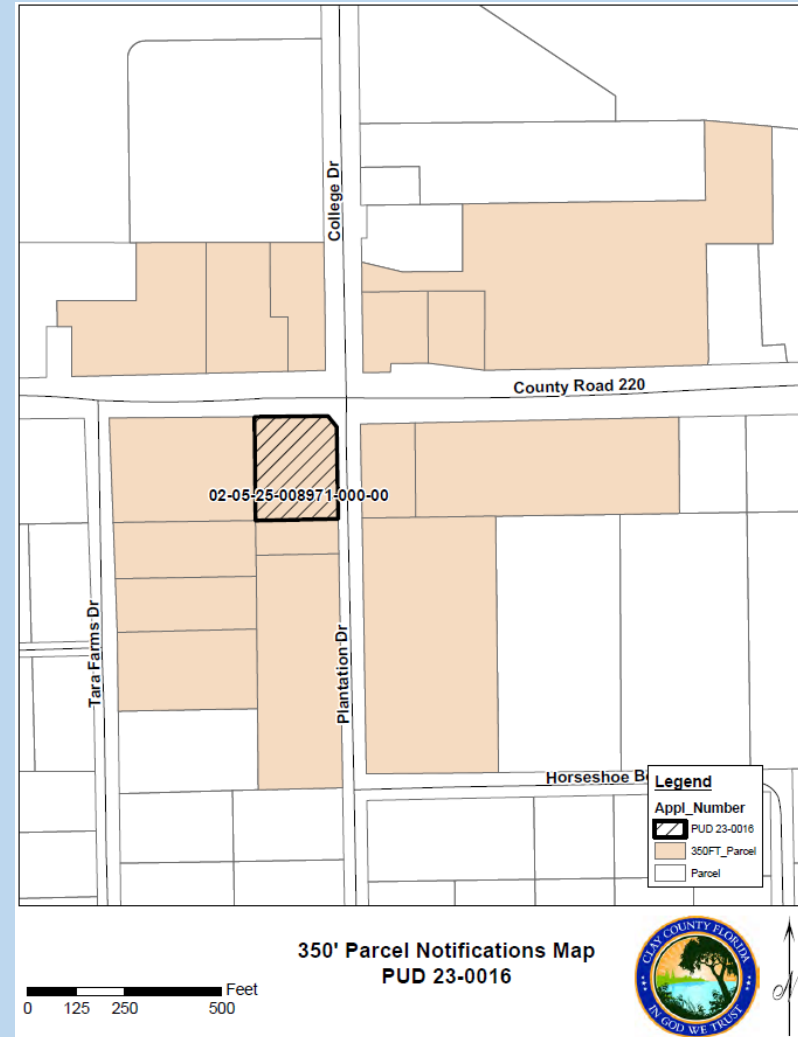 College Dr
County Road 220
02-05-25-008971-000-00
Tara Farms Dr
Plantation Dr
Horseshoe
Legend
Appl_Number
PUD 23-0016
350FT_Parcel
Parcel
350' Parcel Notifications Map
PUD 23-0016
Feet
0 125 250 500
CLAY COUNTY FLORIDA
IN GOD WE TRUST
N